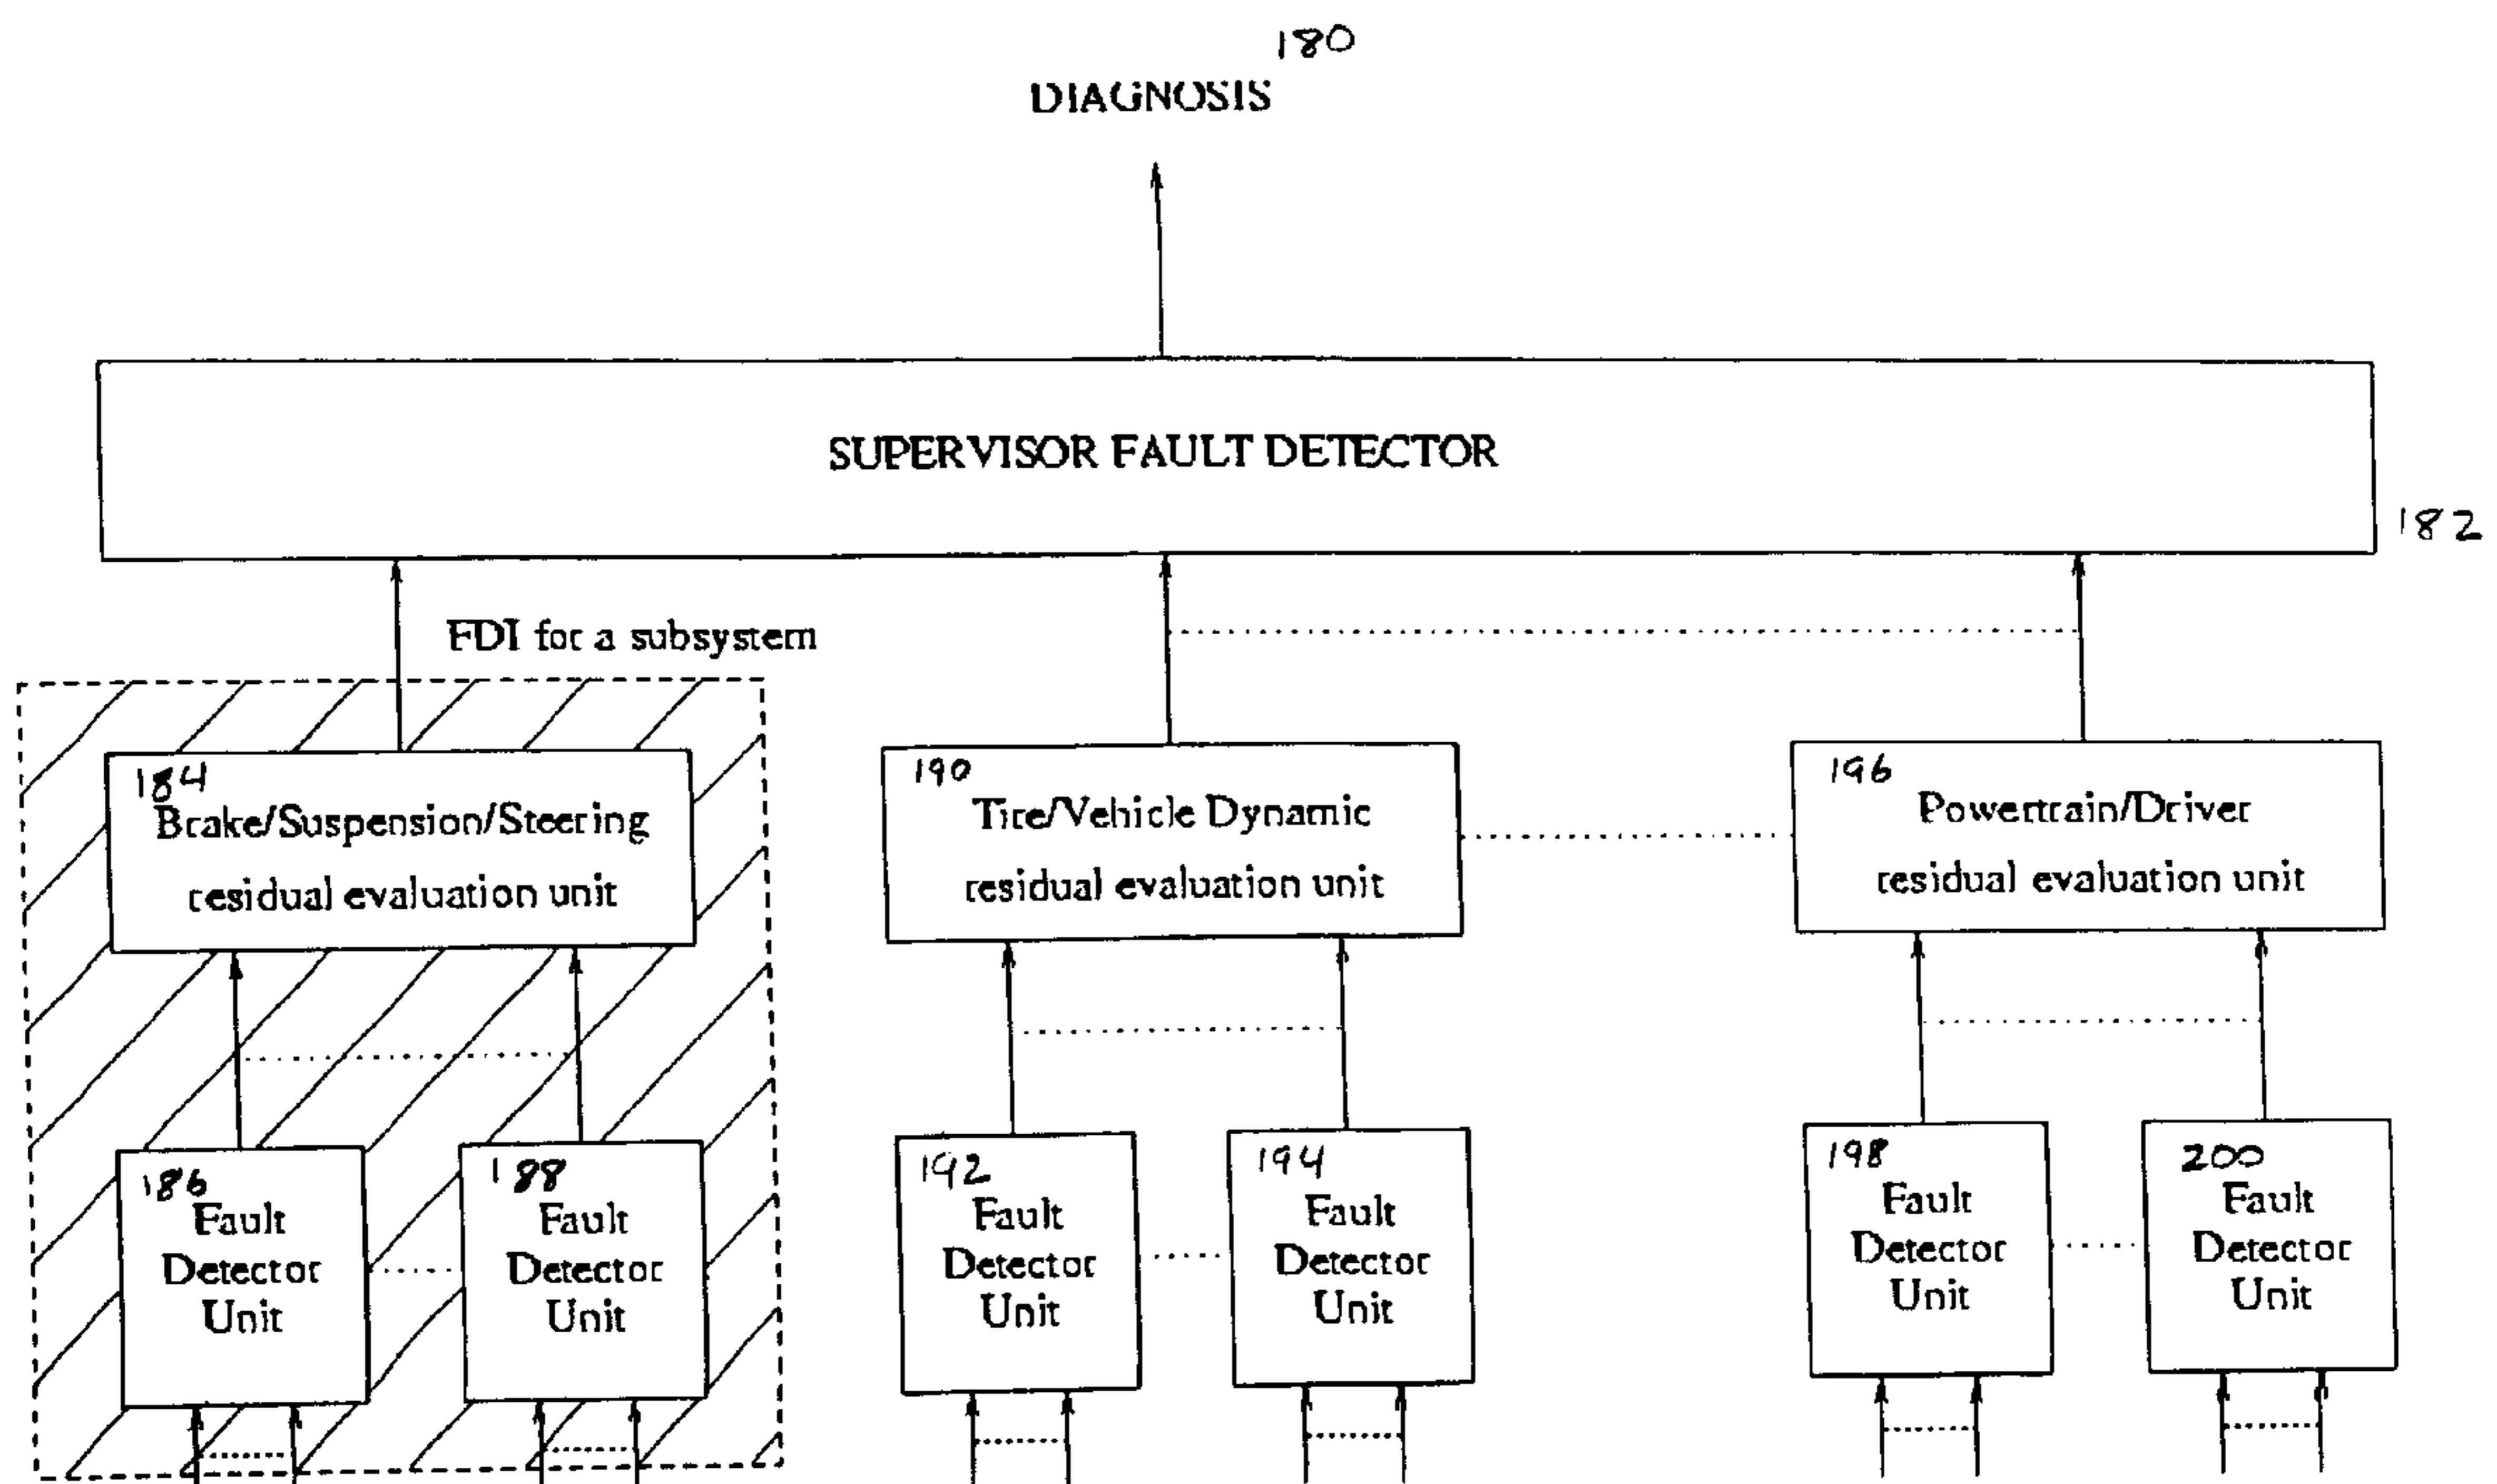 180
DIAGNOSIS
SUPERVISOR FAULT DETECTOR
182
FDI for a subsystem
184
Brake/Suspension/Steering
residual evaluation unit
190
Tire/Vehicle Dynamic
residual evaluation unit
196
Powertrain/Driver
residual evaluation unit
186
Fault
Detector
Unit
188
Fault
Detector
Unit
192
Fault
Detector
Unit
194
Fault
Detector
Unit
198
Fault
Detector
Unit
200
Fault
Detector
Unit